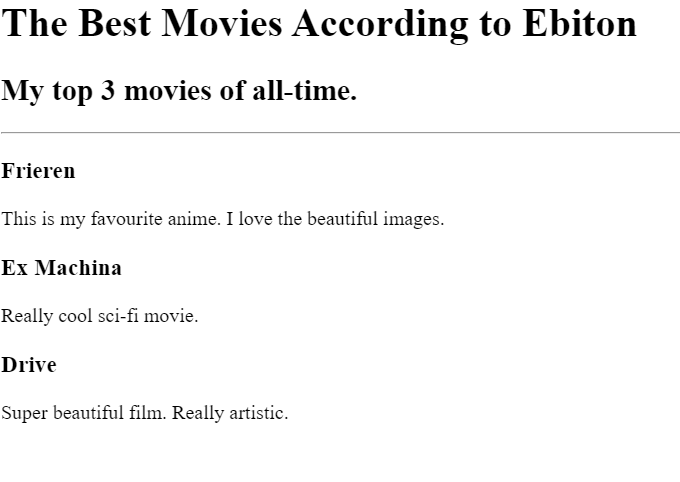 The Best Movies According to Ebiton
My top 3 movies of all-time.
Frieren
This is my favourite anime. I love the beautiful images.
Ex Machina
Really cool sci-fi movie.
Drive
Super beautiful film. Really artistic.